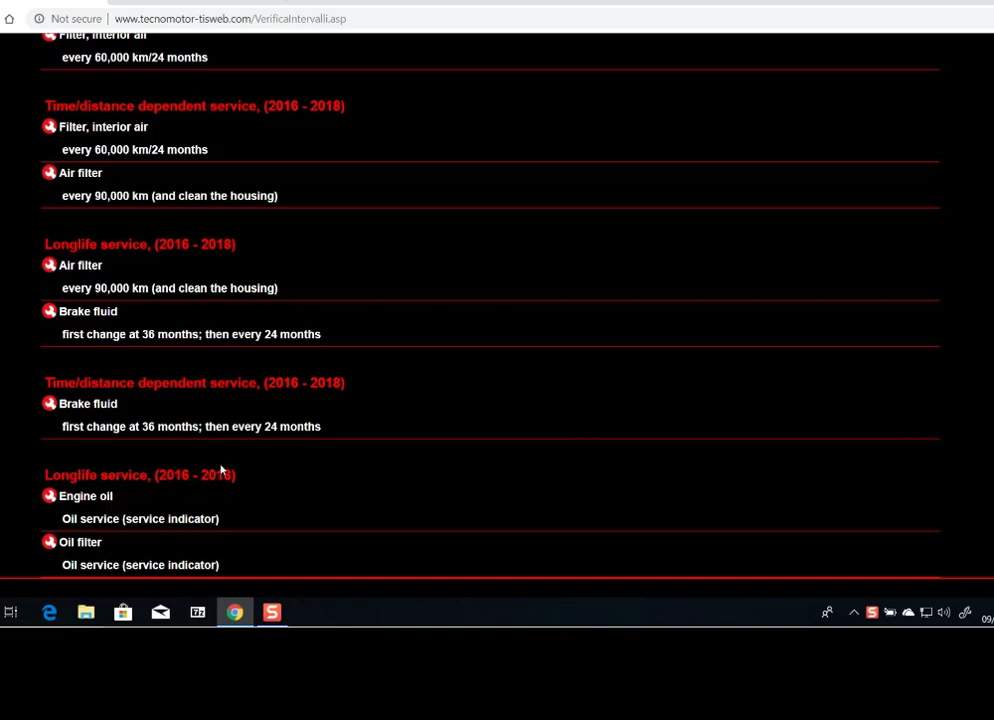 Not secure | www.tecnomotor-tisweb.com/VerificaIntervalli.asp
Filter, interior air
every 60,000 km/24 months
Time/distance dependent service, (2016 - 2018)
Filter, interior air
every 60,000 km/24 months
Air filter
every 90,000 km (and clean the housing)
Longlife service, (2016 - 2018)
Air filter
every 90,000 km (and clean the housing)
Brake fluid
first change at 36 months; then every 24 months
Time/distance dependent service, (2016 - 2018)
Brake fluid
first change at 36 months; then every 24 months
Longlife service, (2016 - 2018)
Engine oil
Oil service (service indicator)
Oil filter
Oil service (service indicator)
09/